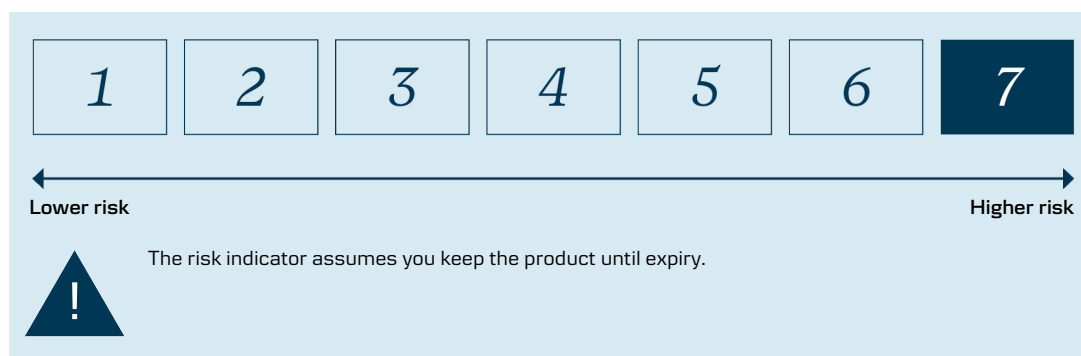 1 2 3 4 5 6 7
Lower risk Higher risk
The risk indicator assumes you keep the product until expiry.
!